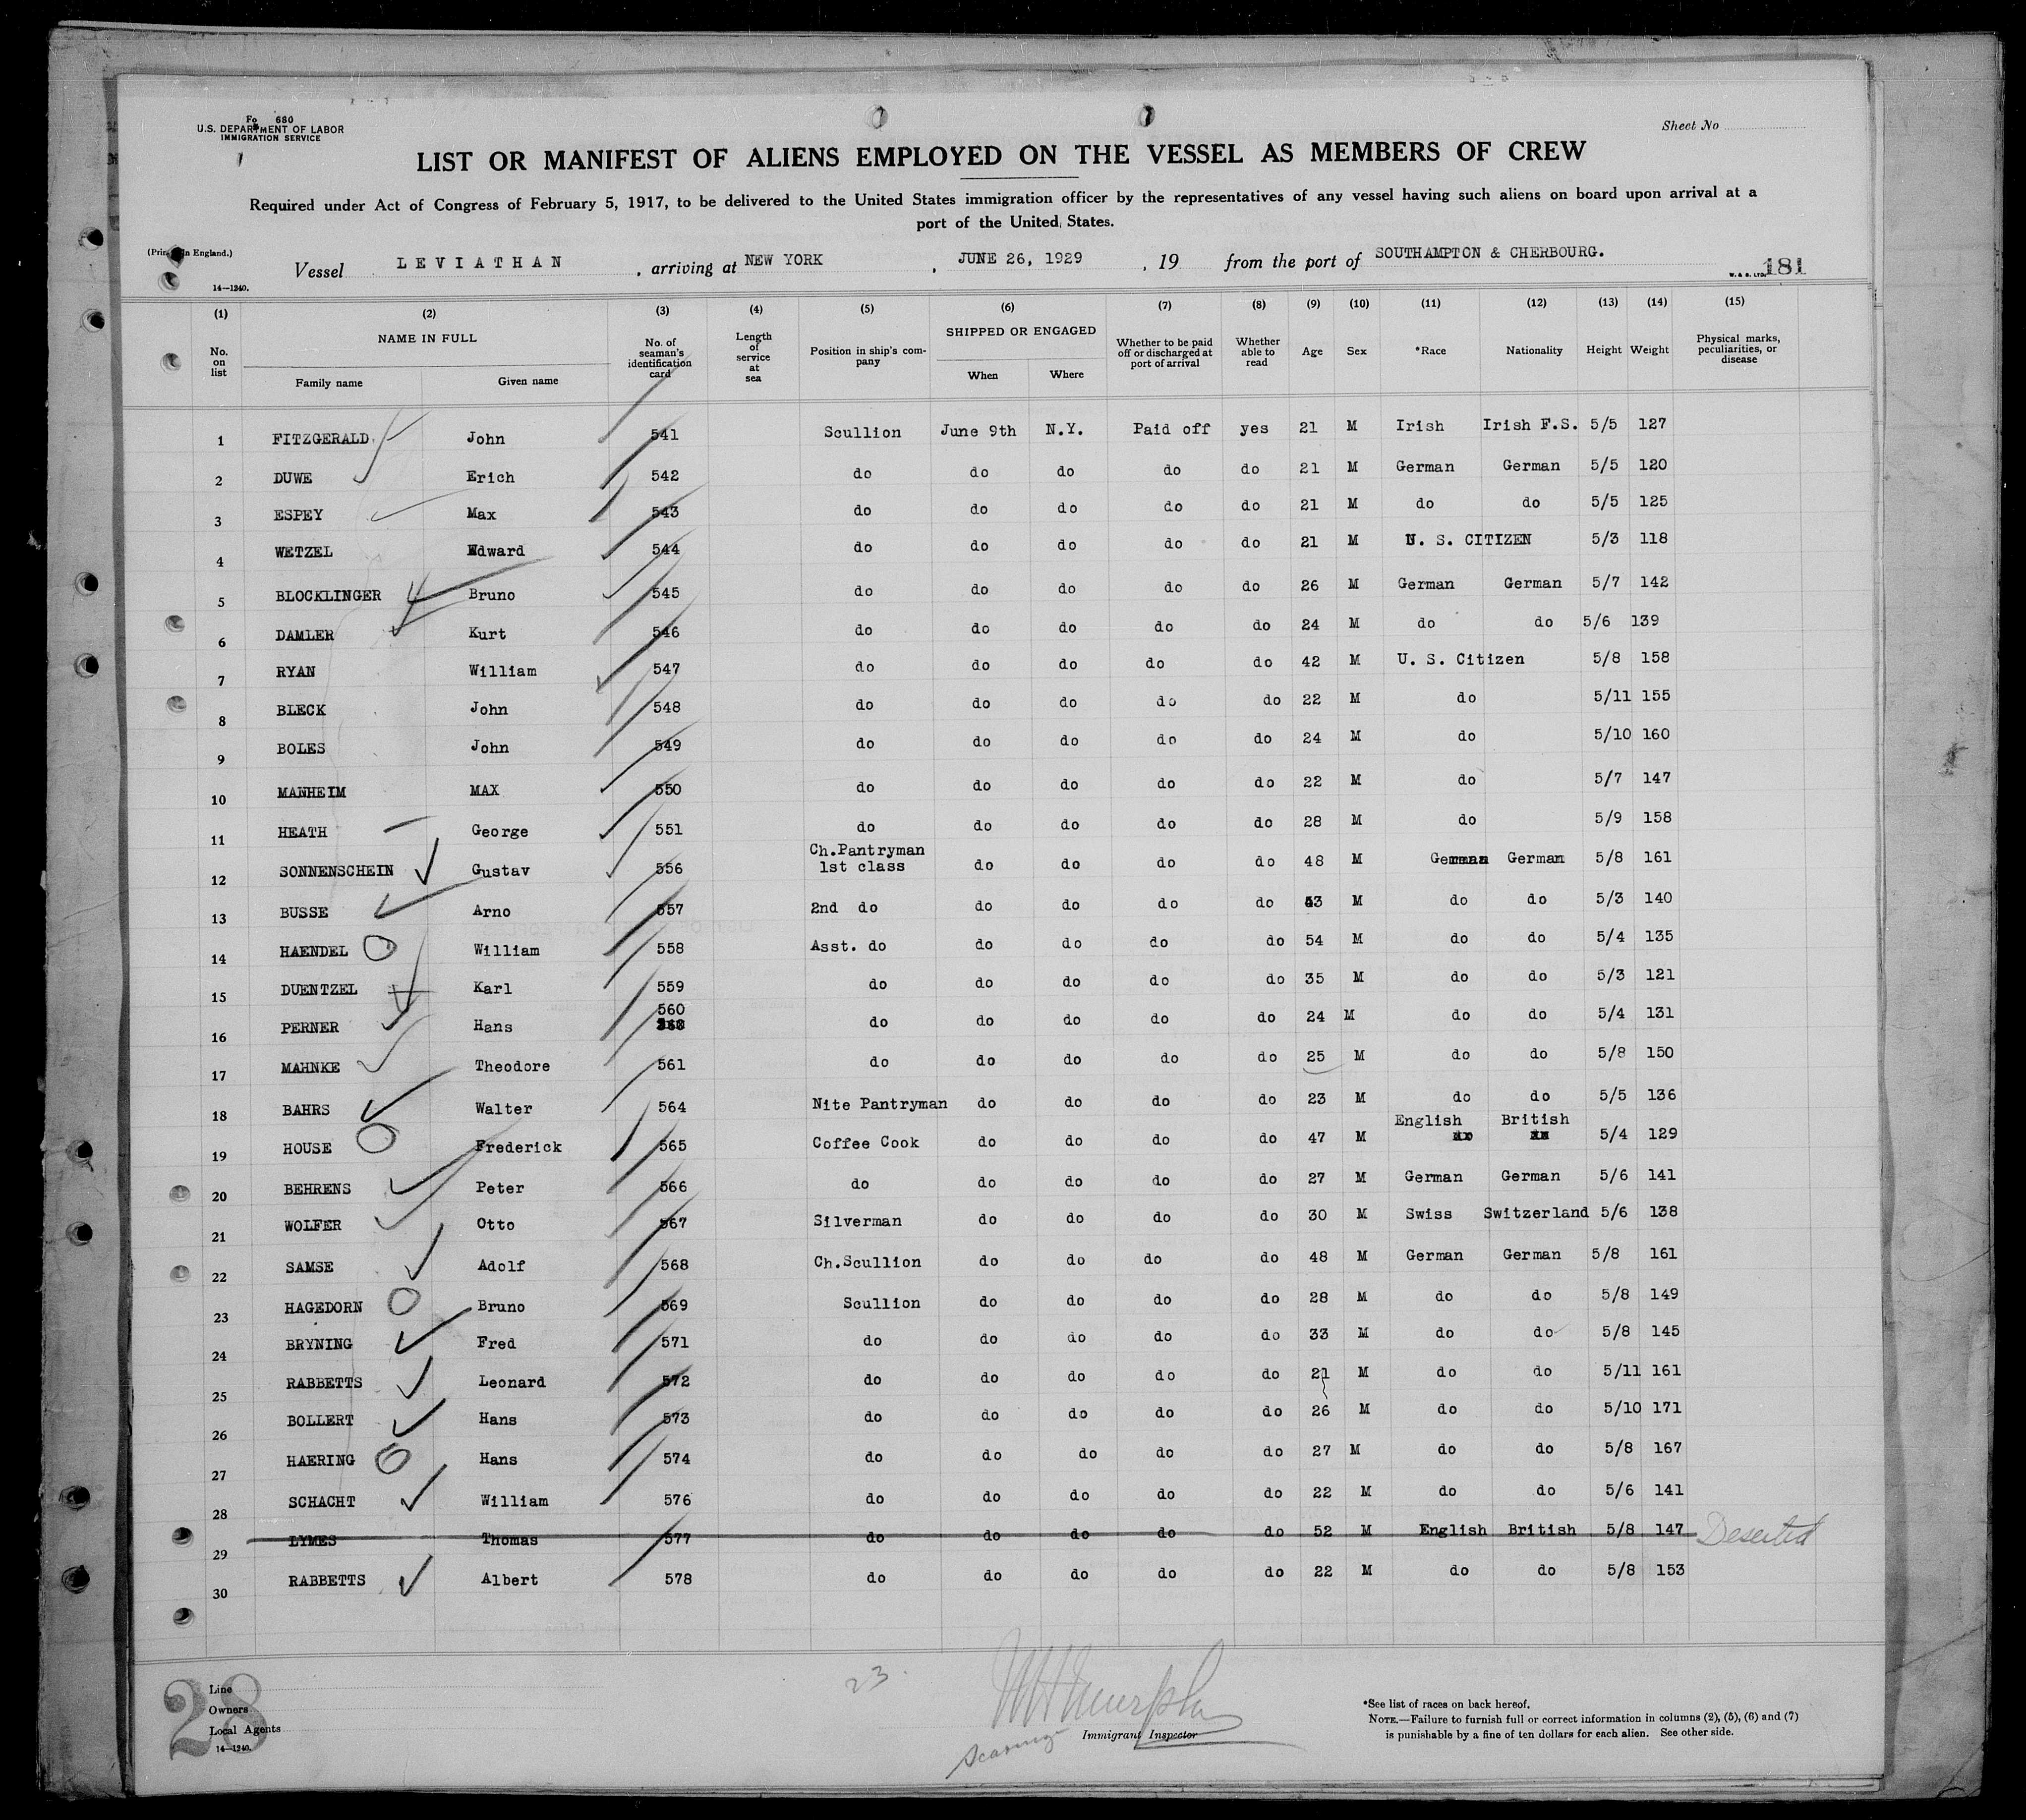 Fo 680
U.S. DEPARTMENT OF LABOR
IMMIGRATION SERVICE
Sheet No
LIST OR MANIFEST OF ALIENS EMPLOYED ON THE VESSEL AS MEMBERS OF CREW
Required under Act of Congress of February 5, 1917, to be delivered to the United States immigration officer by the representatives of any vessel having such aliens on board upon arrival at a
port of the United States.
(Printed in England.)
Vessel LEVIATHAN, arriving at NEW YORK, JUNE 26, 1929, 19 from the port of SOUTHAMPTON & CHERBOURG.
14—1240.
W. & S. LTD. 181
(1) (2) (3) (4) (5) (6) (7) (8) (9) (10) (11) (12) (13) (14) (15)
No. on list
NAME IN FULL
Family name Given name
No. of seaman's identification card
Length of service at sea
Position in ship's company
SHIPPED OR ENGAGED
When Where
Whether to be paid off or discharged at port of arrival
Whether able to read
Age Sex *Race Nationality Height Weight
Physical marks, peculiarities, or disease
1 FITZGERALD John 541 Scullion June 9th N.Y. Paid off yes 21 M Irish Irish F.S. 5/5 127
2 DUWE Erich 542 do do do do do 21 M German German 5/5 120
3 ESPEY Max 543 do do do do do 21 M do do 5/5 125
4 WETZEL Edward 544 do do do do do 21 M U. S. CITIZEN 5/3 118
5 BLOCKLINGER Bruno 545 do do do do do 26 M German German 5/7 142
6 DAMLER Kurt 546 do do do do do 24 M do do 5/6 139
7 RYAN William 547 do do do do do 42 M U. S. Citizen 5/8 158
8 BLECK John 548 do do do do do 22 M do 5/11 155
9 BOLES John 549 do do do do do 24 M do 5/10 160
10 MANHEIM MAX 550 do do do do do 22 M do 5/7 147
11 HEATH George 551 do do do do do 28 M do 5/9 158
12 SONNENSCHEIN Gustav 556 Ch.Pantryman 1st class do do do do 48 M German German 5/8 161
13 BUSSE Arno 557 2nd do do do do do 53 M do do 5/3 140
14 HAENDEL William 558 Asst. do do do do do 54 M do do 5/4 135
15 DUENTZEL Karl 559 do do do do do 35 M do do 5/3 121
16 PERNER Hans 560 do do do do do 24 M do do 5/4 131
17 MAHNKE Theodore 561 do do do do do 25 M do do 5/8 150
18 BAHRS Walter 564 Nite Pantryman do do do do 23 M do do 5/5 136
19 HOUSE Frederick 565 Coffee Cook do do do do 47 M English British 5/4 129
20 BEHRENS Peter 566 do do do do do 27 M German German 5/6 141
21 WOLFER Otto 567 Silverman do do do do 30 M Swiss Switzerland 5/6 138
22 SAMSE Adolf 568 Ch.Scullion do do do do 48 M German German 5/8 161
23 HAGEDORN Bruno 569 Scullion do do do do 28 M do do 5/8 149
24 BRYNING Fred 571 do do do do do 33 M do do 5/8 145
25 RABBETTS Leonard 572 do do do do do 21 M do do 5/11 161
26 BOLLERT Hans 573 do do do do do 26 M do do 5/10 171
27 HAERING Hans 574 do do do do do 27 M do do 5/8 167
28 SCHACHT William 576 do do do do do 22 M do do 5/6 141
29 LYMES Thomas 577 do do do do do 52 M English British 5/8 147 Deserted
30 RABBETTS Albert 578 do do do do do 22 M do do 5/8 153
28
Line
Owners
Local Agents
14—1240.
23
Murphy
Immigrant Inspector
*See list of races on back hereof.
NOTE.—Failure to furnish full or correct information in columns (2), (5), (6) and (7)
is punishable by a fine of ten dollars for each alien. See other side.